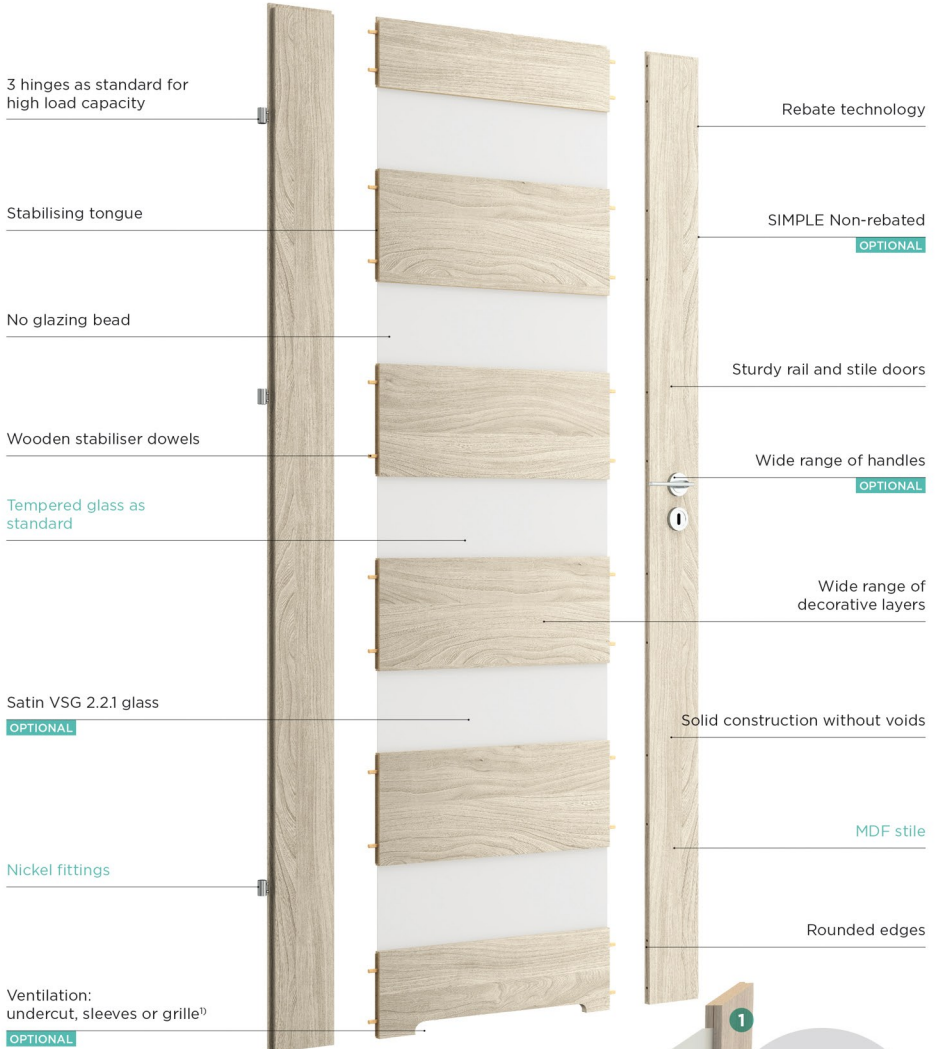 3 hinges as standard for
high load capacity
Stabilising tongue
No glazing bead
Wooden stabiliser dowels
Tempered glass as
standard
Satin VSG 2.2.1 glass
OPTIONAL
Nickel fittings
Ventilation:
undercut, sleeves or grille¹⁾
OPTIONAL
Rebate technology
SIMPLE Non-rebated
OPTIONAL
Sturdy rail and stile doors
Wide range of handles
OPTIONAL
Wide range of
decorative layers
Solid construction without voids
MDF stile
Rounded edges
1